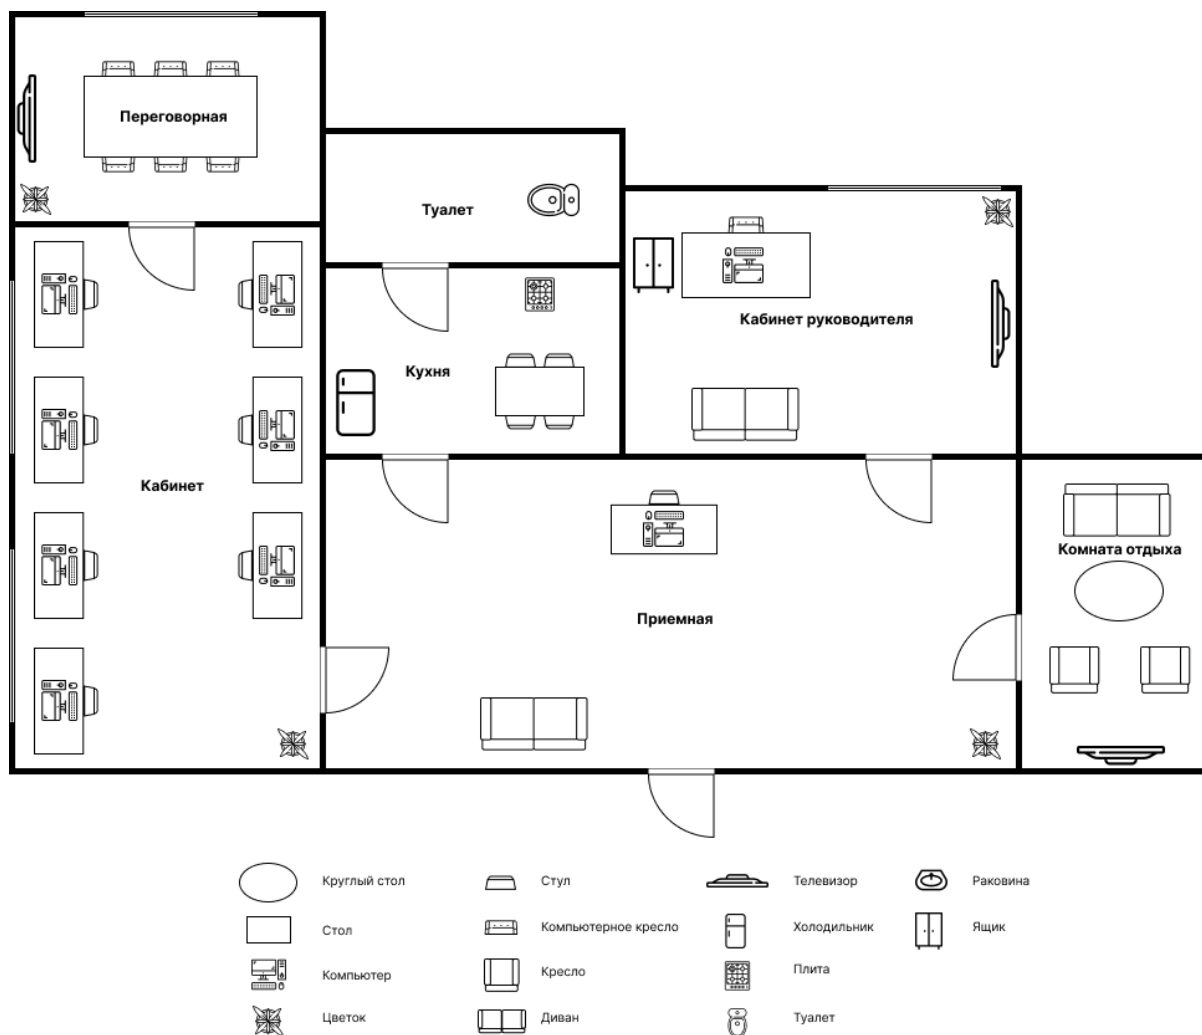 Переговорная
Туалет
Кабинет руководителя
Кухня
Кабинет
Комната отдыха
Приемная
Круглый стол
Стул
Телевизор
Раковина
Стол
Компьютерное кресло
Холодильник
Ящик
Компьютер
Кресло
Плита
Цветок
Диван
Туалет